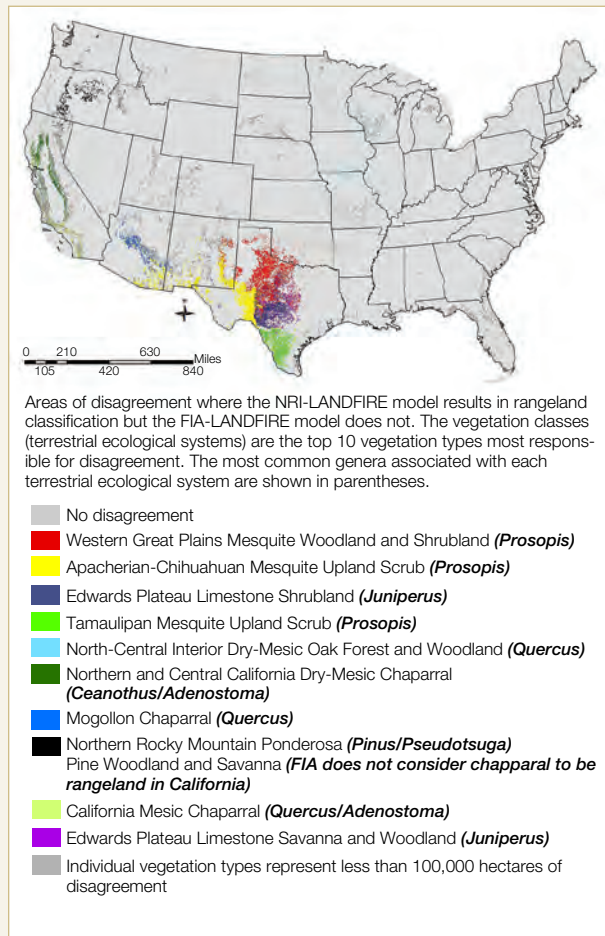 0 210 630
Miles
105 420 840
Areas of disagreement where the NRI-LANDFIRE model results in rangeland
classification but the FIA-LANDFIRE model does not. The vegetation classes
(terrestrial ecological systems) are the top 10 vegetation types most respons-
ible for disagreement. The most common genera associated with each
terrestrial ecological system are shown in parentheses.
No disagreement
Western Great Plains Mesquite Woodland and Shrubland (Prosopis)
Apacherian-Chihuahuan Mesquite Upland Scrub (Prosopis)
Edwards Plateau Limestone Shrubland (Juniperus)
Tamaulipan Mesquite Upland Scrub (Prosopis)
North-Central Interior Dry-Mesic Oak Forest and Woodland (Quercus)
Northern and Central California Dry-Mesic Chaparral
(Ceanothus/Adenostoma)
Mogollon Chaparral (Quercus)
Northern Rocky Mountain Ponderosa (Pinus/Pseudotsuga)
Pine Woodland and Savanna (FIA does not consider chapparal to be
rangeland in California)
California Mesic Chaparral (Quercus/Adenostoma)
Edwards Plateau Limestone Savanna and Woodland (Juniperus)
Individual vegetation types represent less than 100,000 hectares of
disagreement